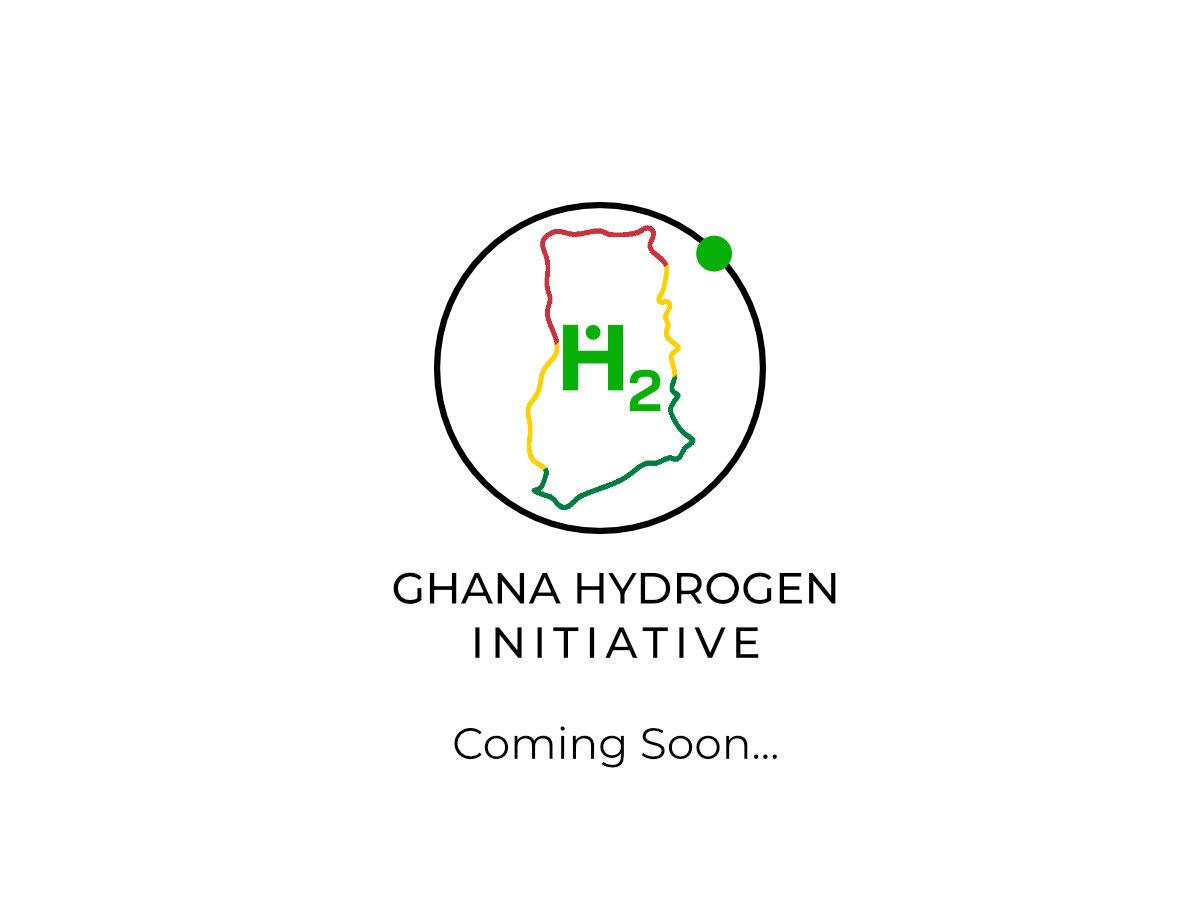 H2
GHANA HYDROGEN
INITIATIVE
Coming Soon...